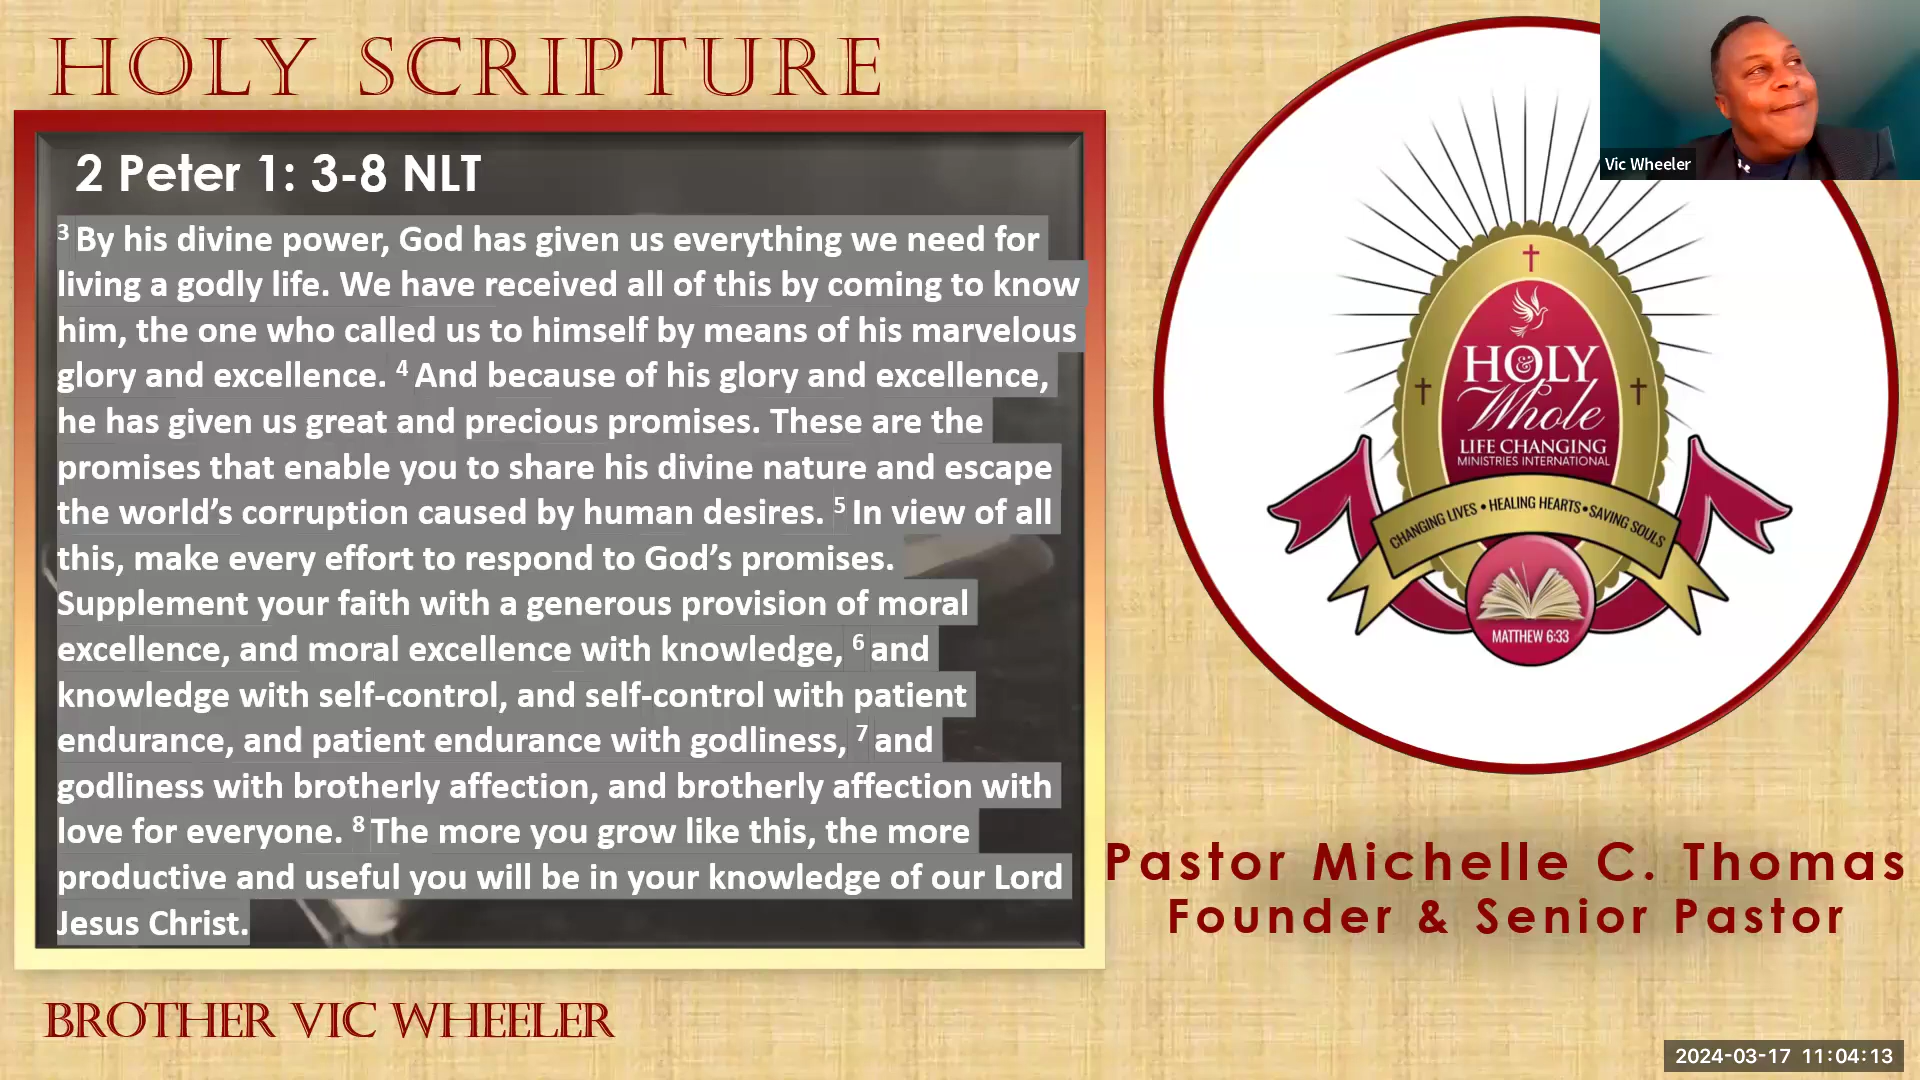 HOLY SCRIPTURE
2 Peter 1: 3-8 NLT
3 By his divine power, God has given us everything we need for
living a godly life. We have received all of this by coming to know
him, the one who called us to himself by means of his marvelous
glory and excellence. 4 And because of his glory and excellence,
he has given us great and precious promises. These are the
promises that enable you to share his divine nature and escape
the world’s corruption caused by human desires. 5 In view of all
this, make every effort to respond to God’s promises.
Supplement your faith with a generous provision of moral
excellence, and moral excellence with knowledge, 6 and
knowledge with self-control, and self-control with patient
endurance, and patient endurance with godliness, 7 and
godliness with brotherly affection, and brotherly affection with
love for everyone. 8 The more you grow like this, the more
productive and useful you will be in your knowledge of our Lord
Jesus Christ.
BROTHER VIC WHEELER
Vic Wheeler
HOLY
&
Whole
LIFE CHANGING
MINISTRIES INTERNATIONAL
CHANGING LIVES • HEALING HEARTS • SAVING SOULS
MATTHEW 6:33
Pastor Michelle C. Thomas
Founder & Senior Pastor
2024-03-17 11:04:13